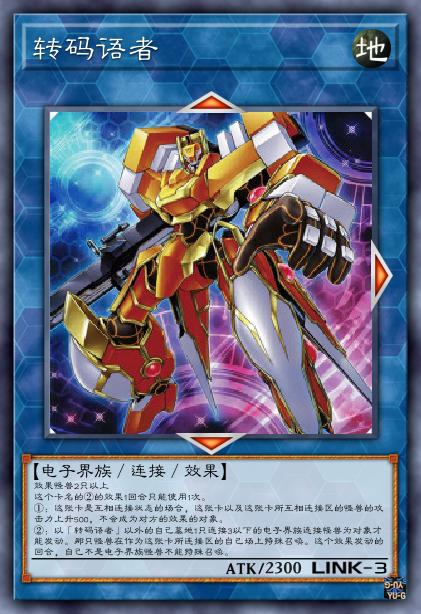 转码语者
地
【电子界族／连接／效果】
效果怪兽2只以上
这个卡名的②的效果1回合只能使用1次。
①：这张卡是互相连接状态的场合，这张卡以及这张卡所互相连接区的怪兽的攻
击力上升500，不会成为对方的效果的对象。
②：以「转码语者」以外的自己墓地1只连接3以下的电子界族连接怪兽为对象才
能发动。那只怪兽在作为这张卡所连接区的自己场上特殊召唤。这个效果发动的
回合，自己不是电子界族怪兽不能特殊召唤。
ATK/2300 LINK-3